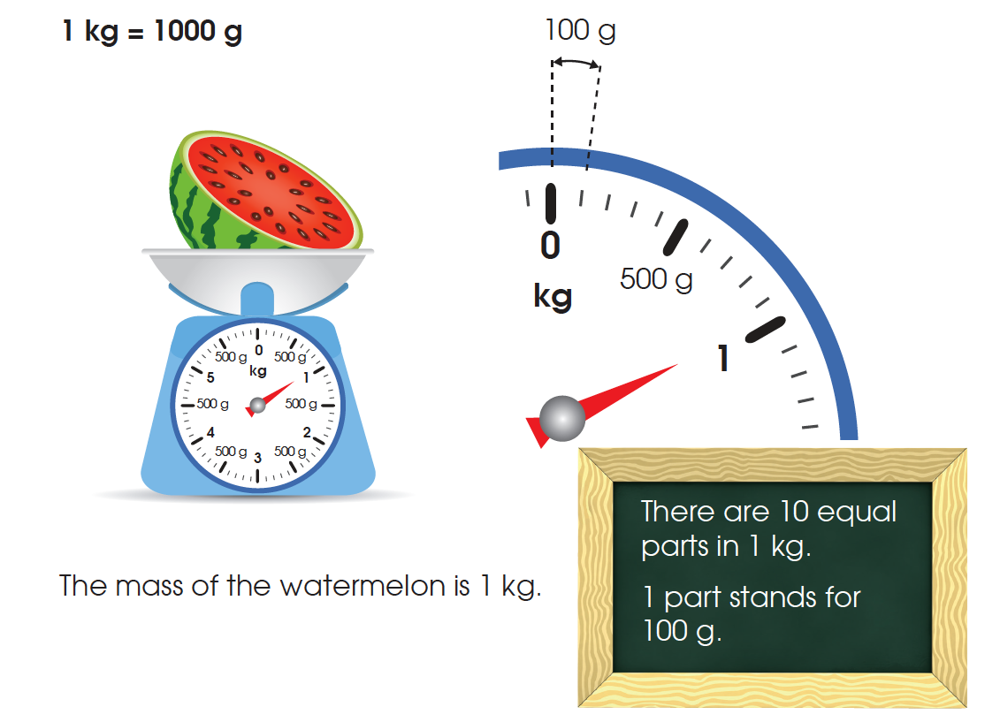 1 kg = 1000 g
100 g
0
kg
500 g
1
0
kg
500 g
1
500 g
2
500 g
3
500 g
4
500 g
5
500 g
There are 10 equal
parts in 1 kg.
1 part stands for
100 g.
The mass of the watermelon is 1 kg.